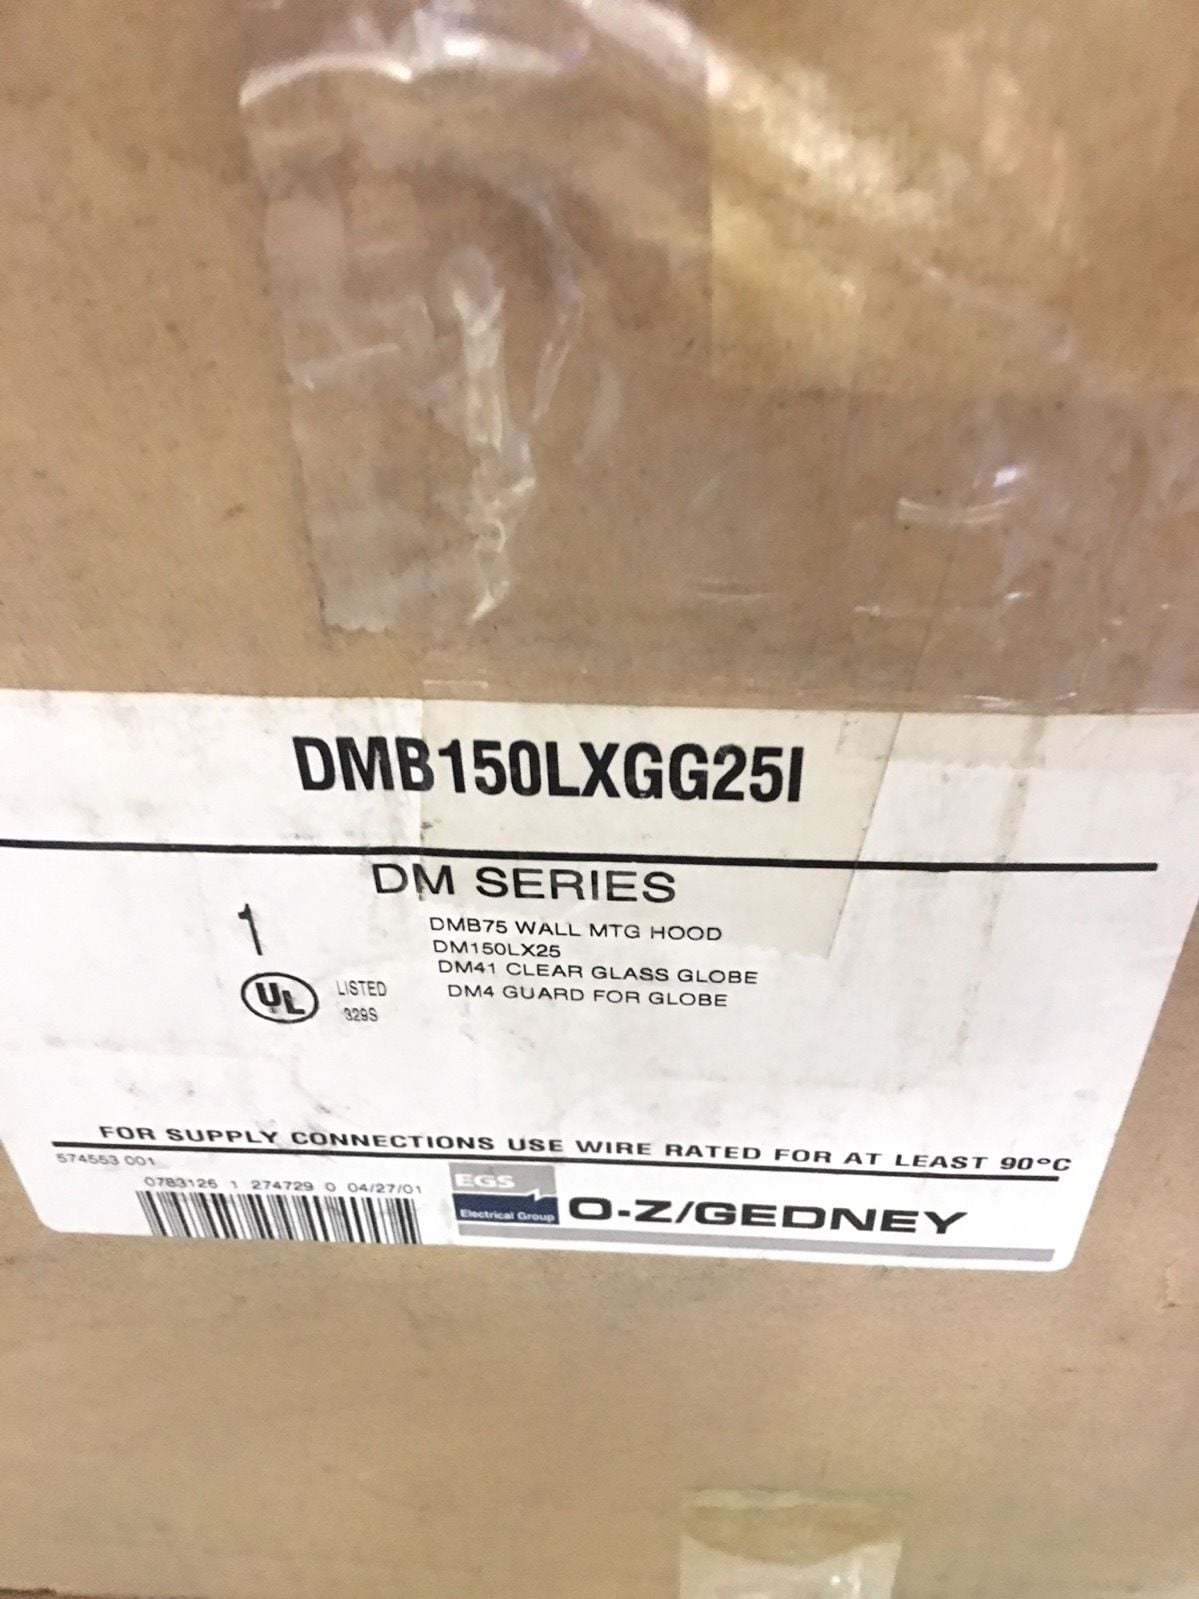 DMB150LXGG25I
DM SERIES
1
DMB75 WALL MTG HOOD
DM150LX25
DM41 CLEAR GLASS GLOBE
DM4 GUARD FOR GLOBE
UL
LISTED
329S
FOR SUPPLY CONNECTIONS USE WIRE RATED FOR AT LEAST 90°C
574553 001
0783126 1 274729 0 04/27/01
EGS
Electrical Group
O-Z/GEDNEY